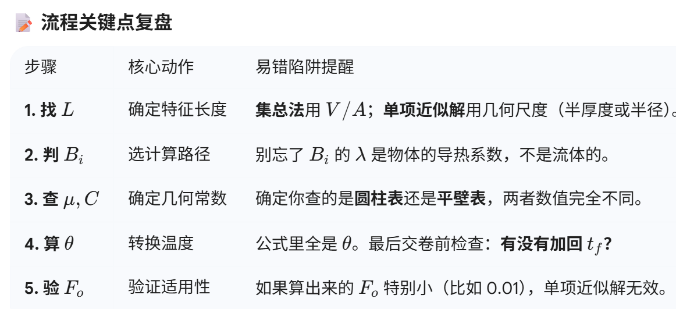 流程关键点复盘
步骤 核心动作 易错陷阱提醒
1. 找 L 确定特征长度 集总法用 V/A；单项近似解用几何尺度（半厚度或半径）。
2. 判 B_i 选计算路径 别忘了 B_i 的 λ 是物体的导热系数，不是流体的。
3. 查 μ, C 确定几何常数 确定你查的是圆柱表还是平壁表，两者数值完全不同。
4. 算 θ 转换温度 公式里全是 θ。最后交卷前检查：有没有加回 t_f？
5. 验 F_o 验证适用性 如果算出来的 F_o 特别小（比如 0.01），单项近似解无效。